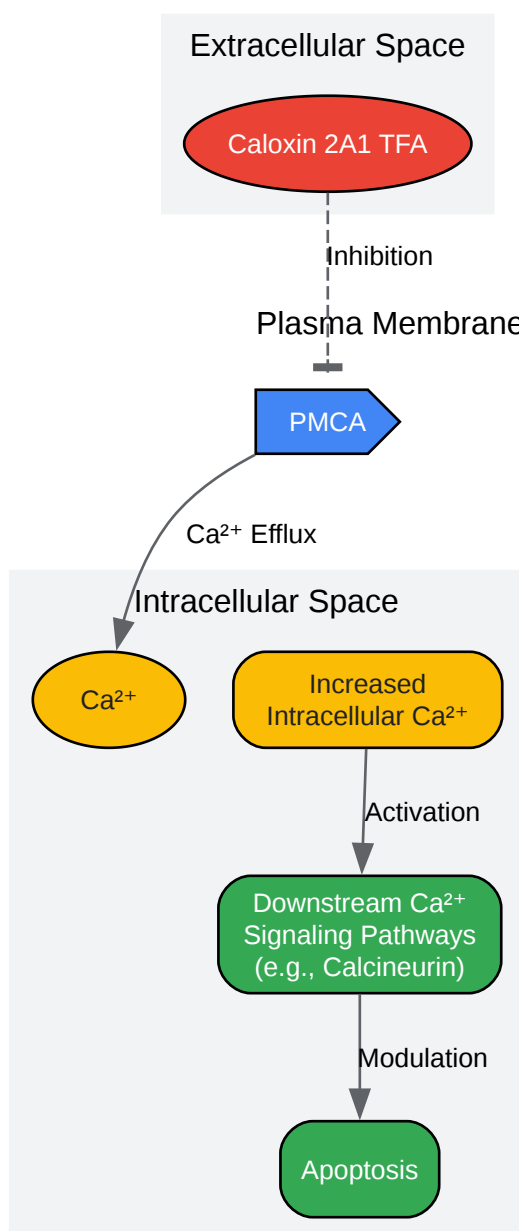 Extracellular Space
Caloxin 2A1 TFA
Inhibition
Plasma Membrane
PMCA
Ca²⁺ Efflux
Intracellular Space
Ca²⁺
Increased
Intracellular Ca²⁺
Activation
Downstream Ca²⁺
Signaling Pathways
(e.g., Calcineurin)
Modulation
Apoptosis